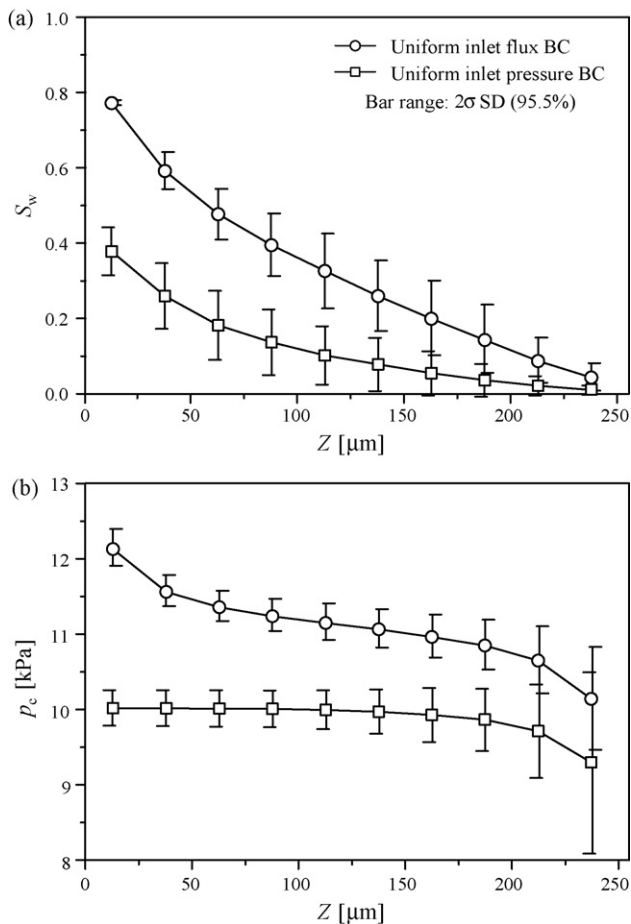 (a)
1.0
0.8
0.6
0.4
0.2
0.0
S_w
Uniform inlet flux BC
Uniform inlet pressure BC
Bar range: 2σ SD (95.5%)
0 50 100 150 200 250
Z [μm]
(b)
13
12
11
10
9
8
p_c [kPa]
0 50 100 150 200 250
Z [μm]